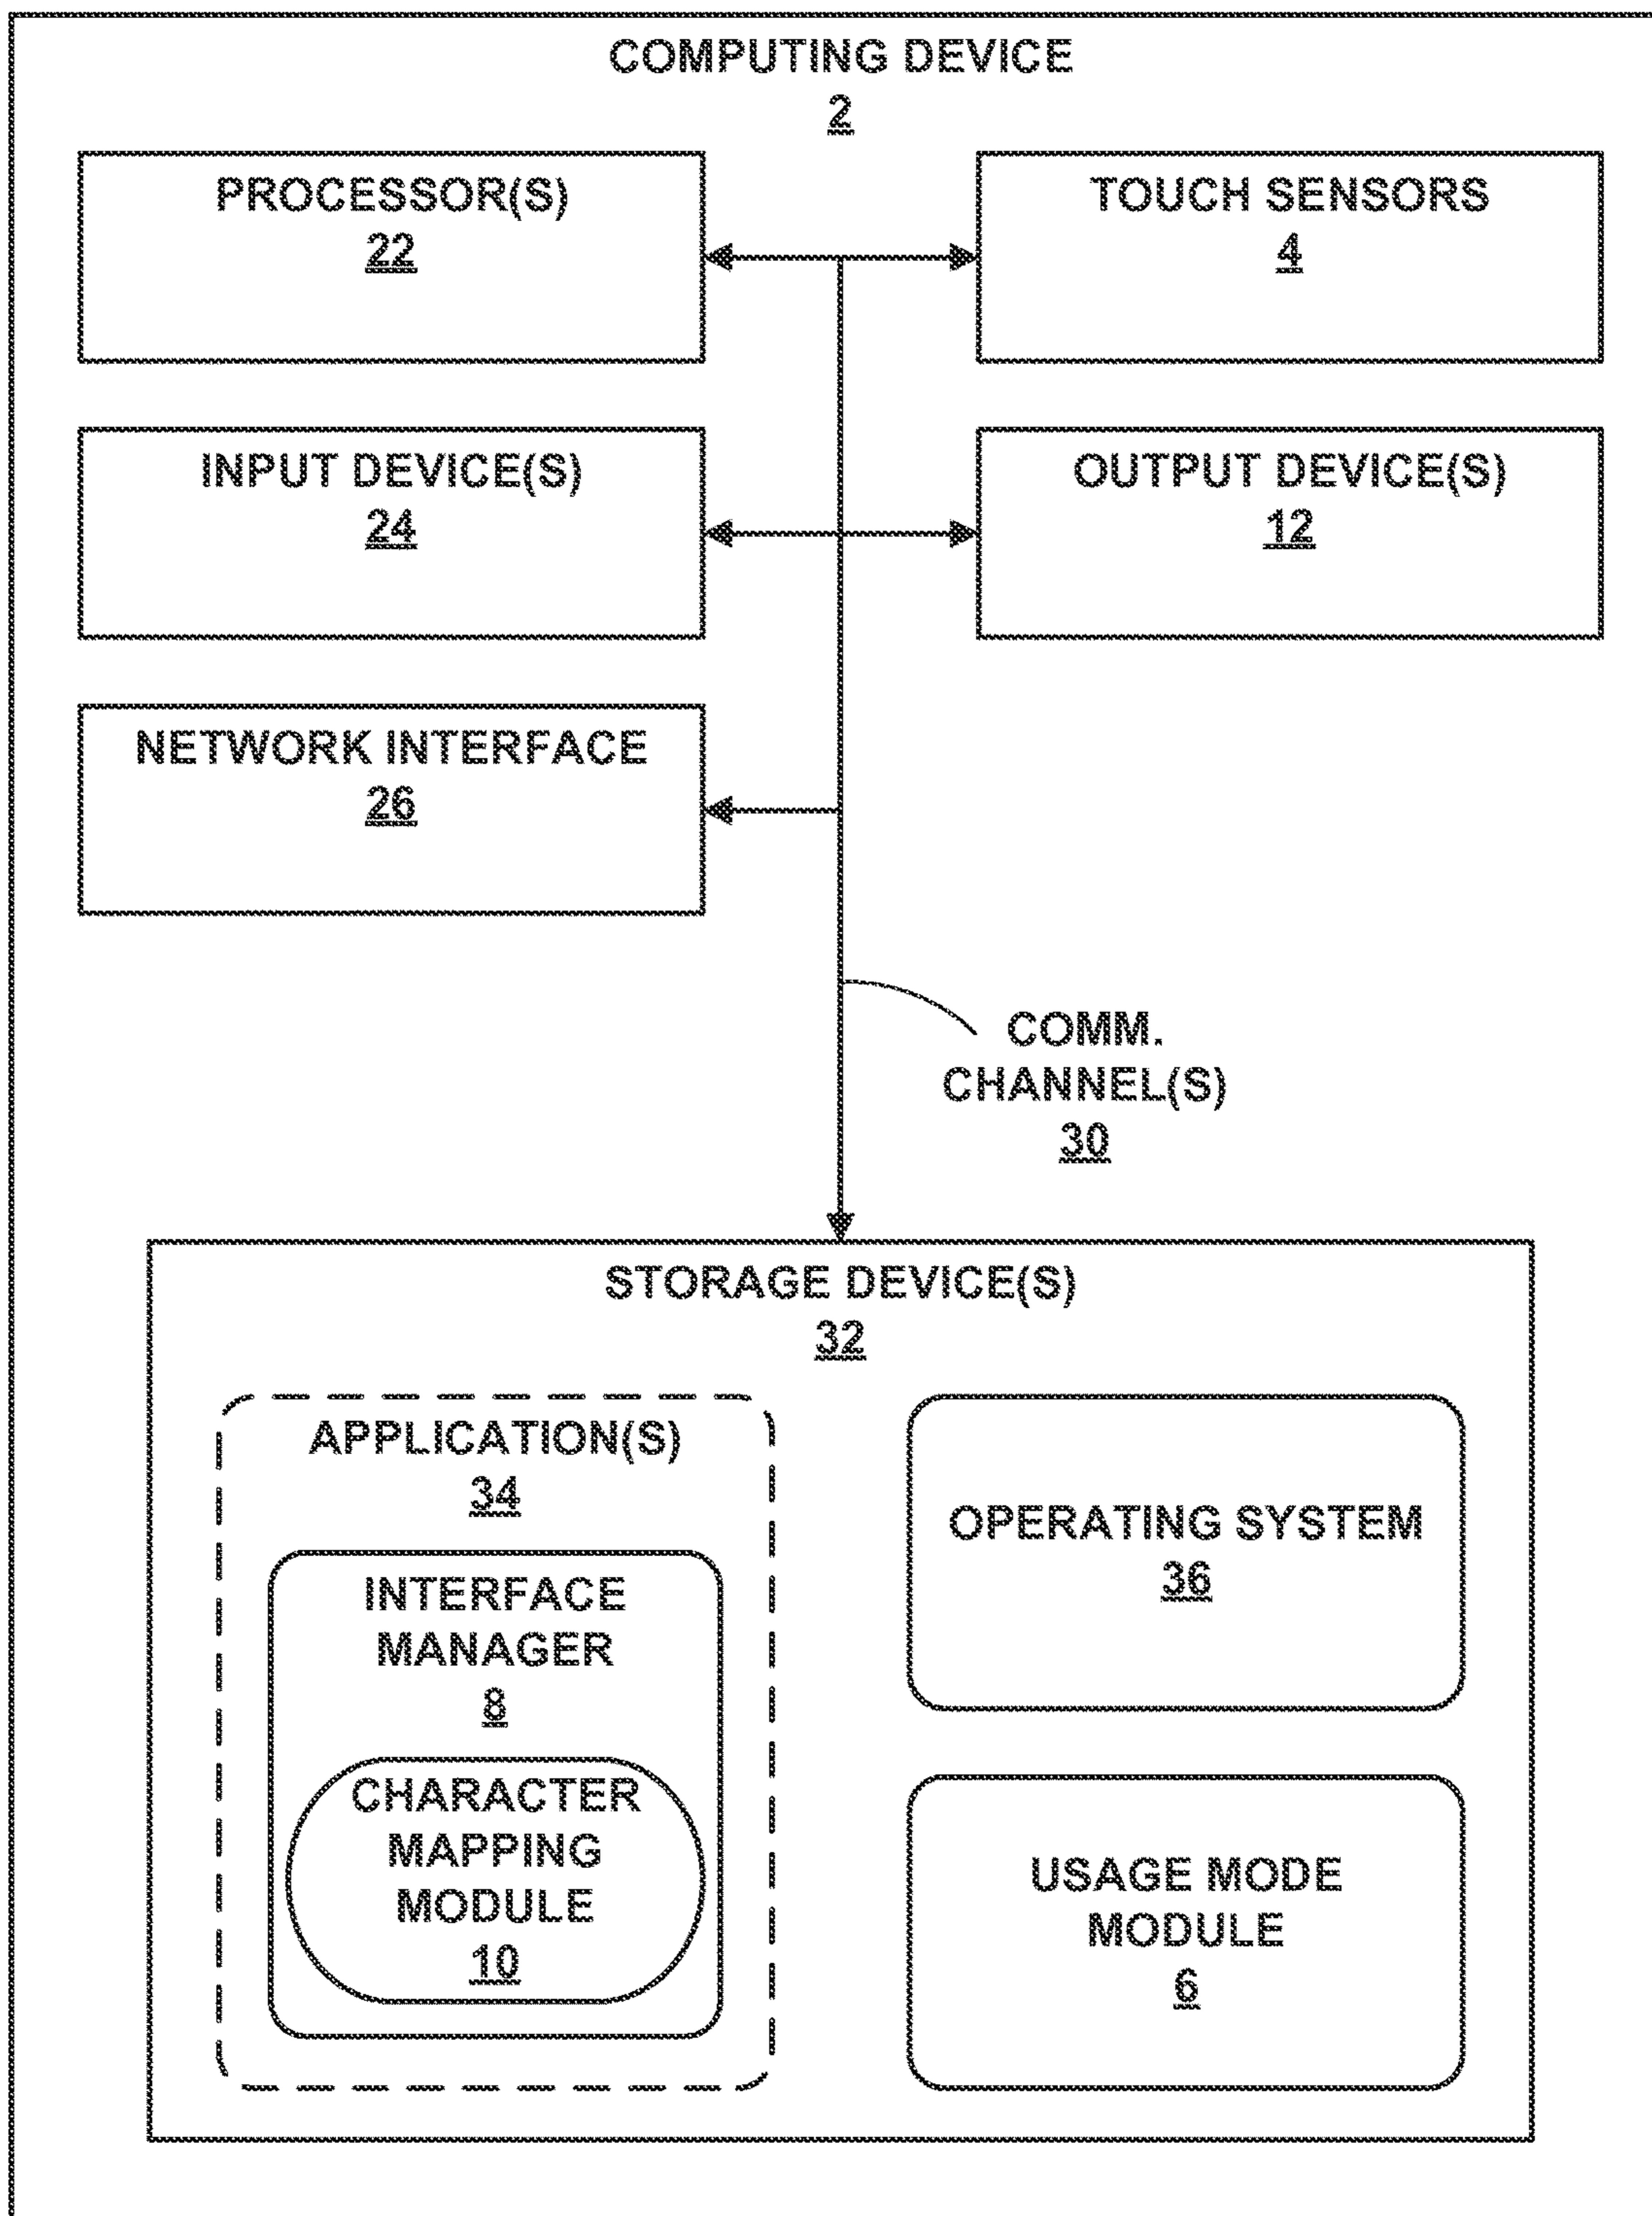 COMPUTING DEVICE
2
PROCESSOR(S)
22
TOUCH SENSORS
4
INPUT DEVICE(S)
24
OUTPUT DEVICE(S)
12
NETWORK INTERFACE
26
COMM.
CHANNEL(S)
30
STORAGE DEVICE(S)
32
APPLICATION(S)
34
INTERFACE
MANAGER
8
CHARACTER
MAPPING
MODULE
10
OPERATING SYSTEM
36
USAGE MODE
MODULE
6